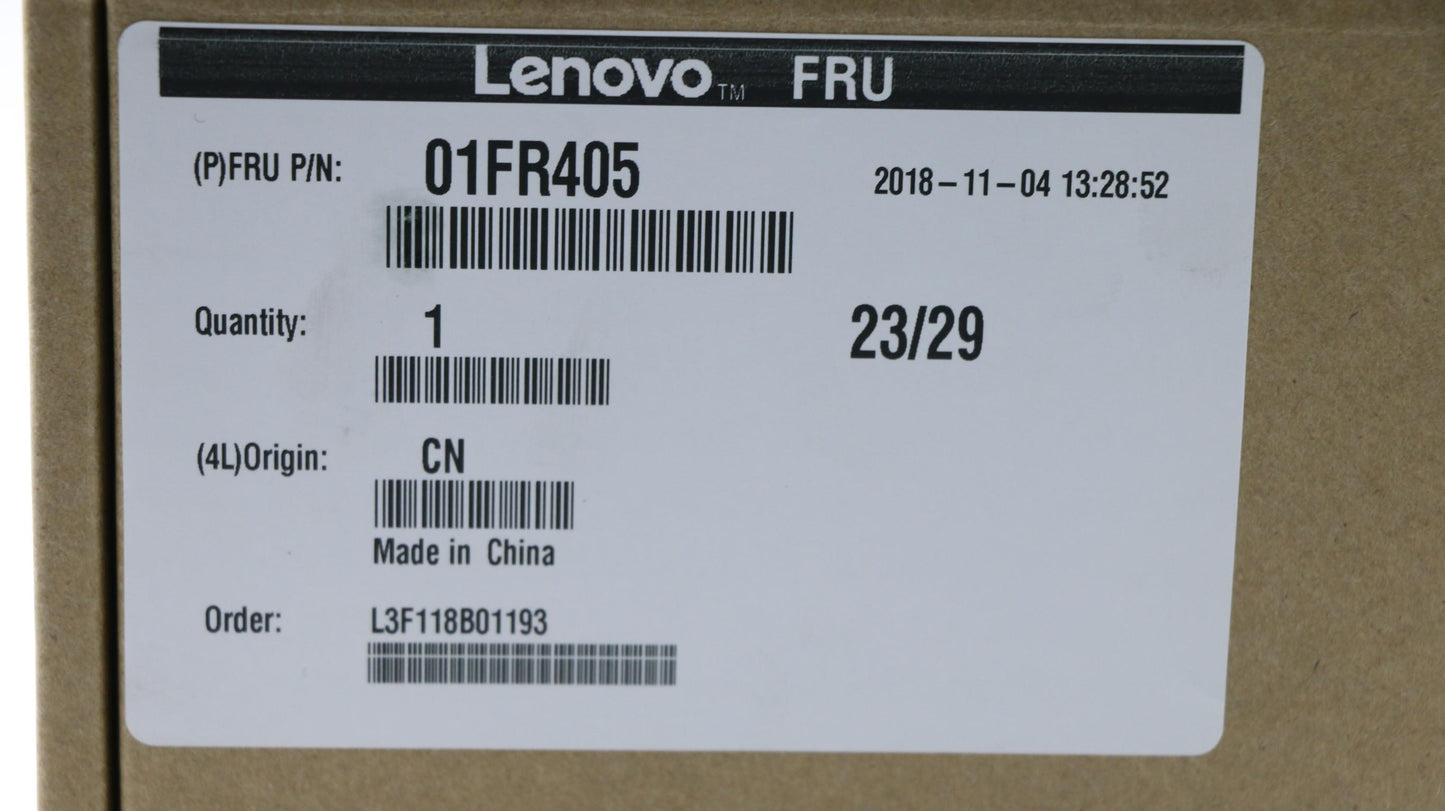 Lenovo™ FRU
(P)FRU P/N: 01FR405 2018-11-04 13:28:52
Quantity: 1 23/29
(4L)Origin: CN
Made in China
Order: L3F118B01193